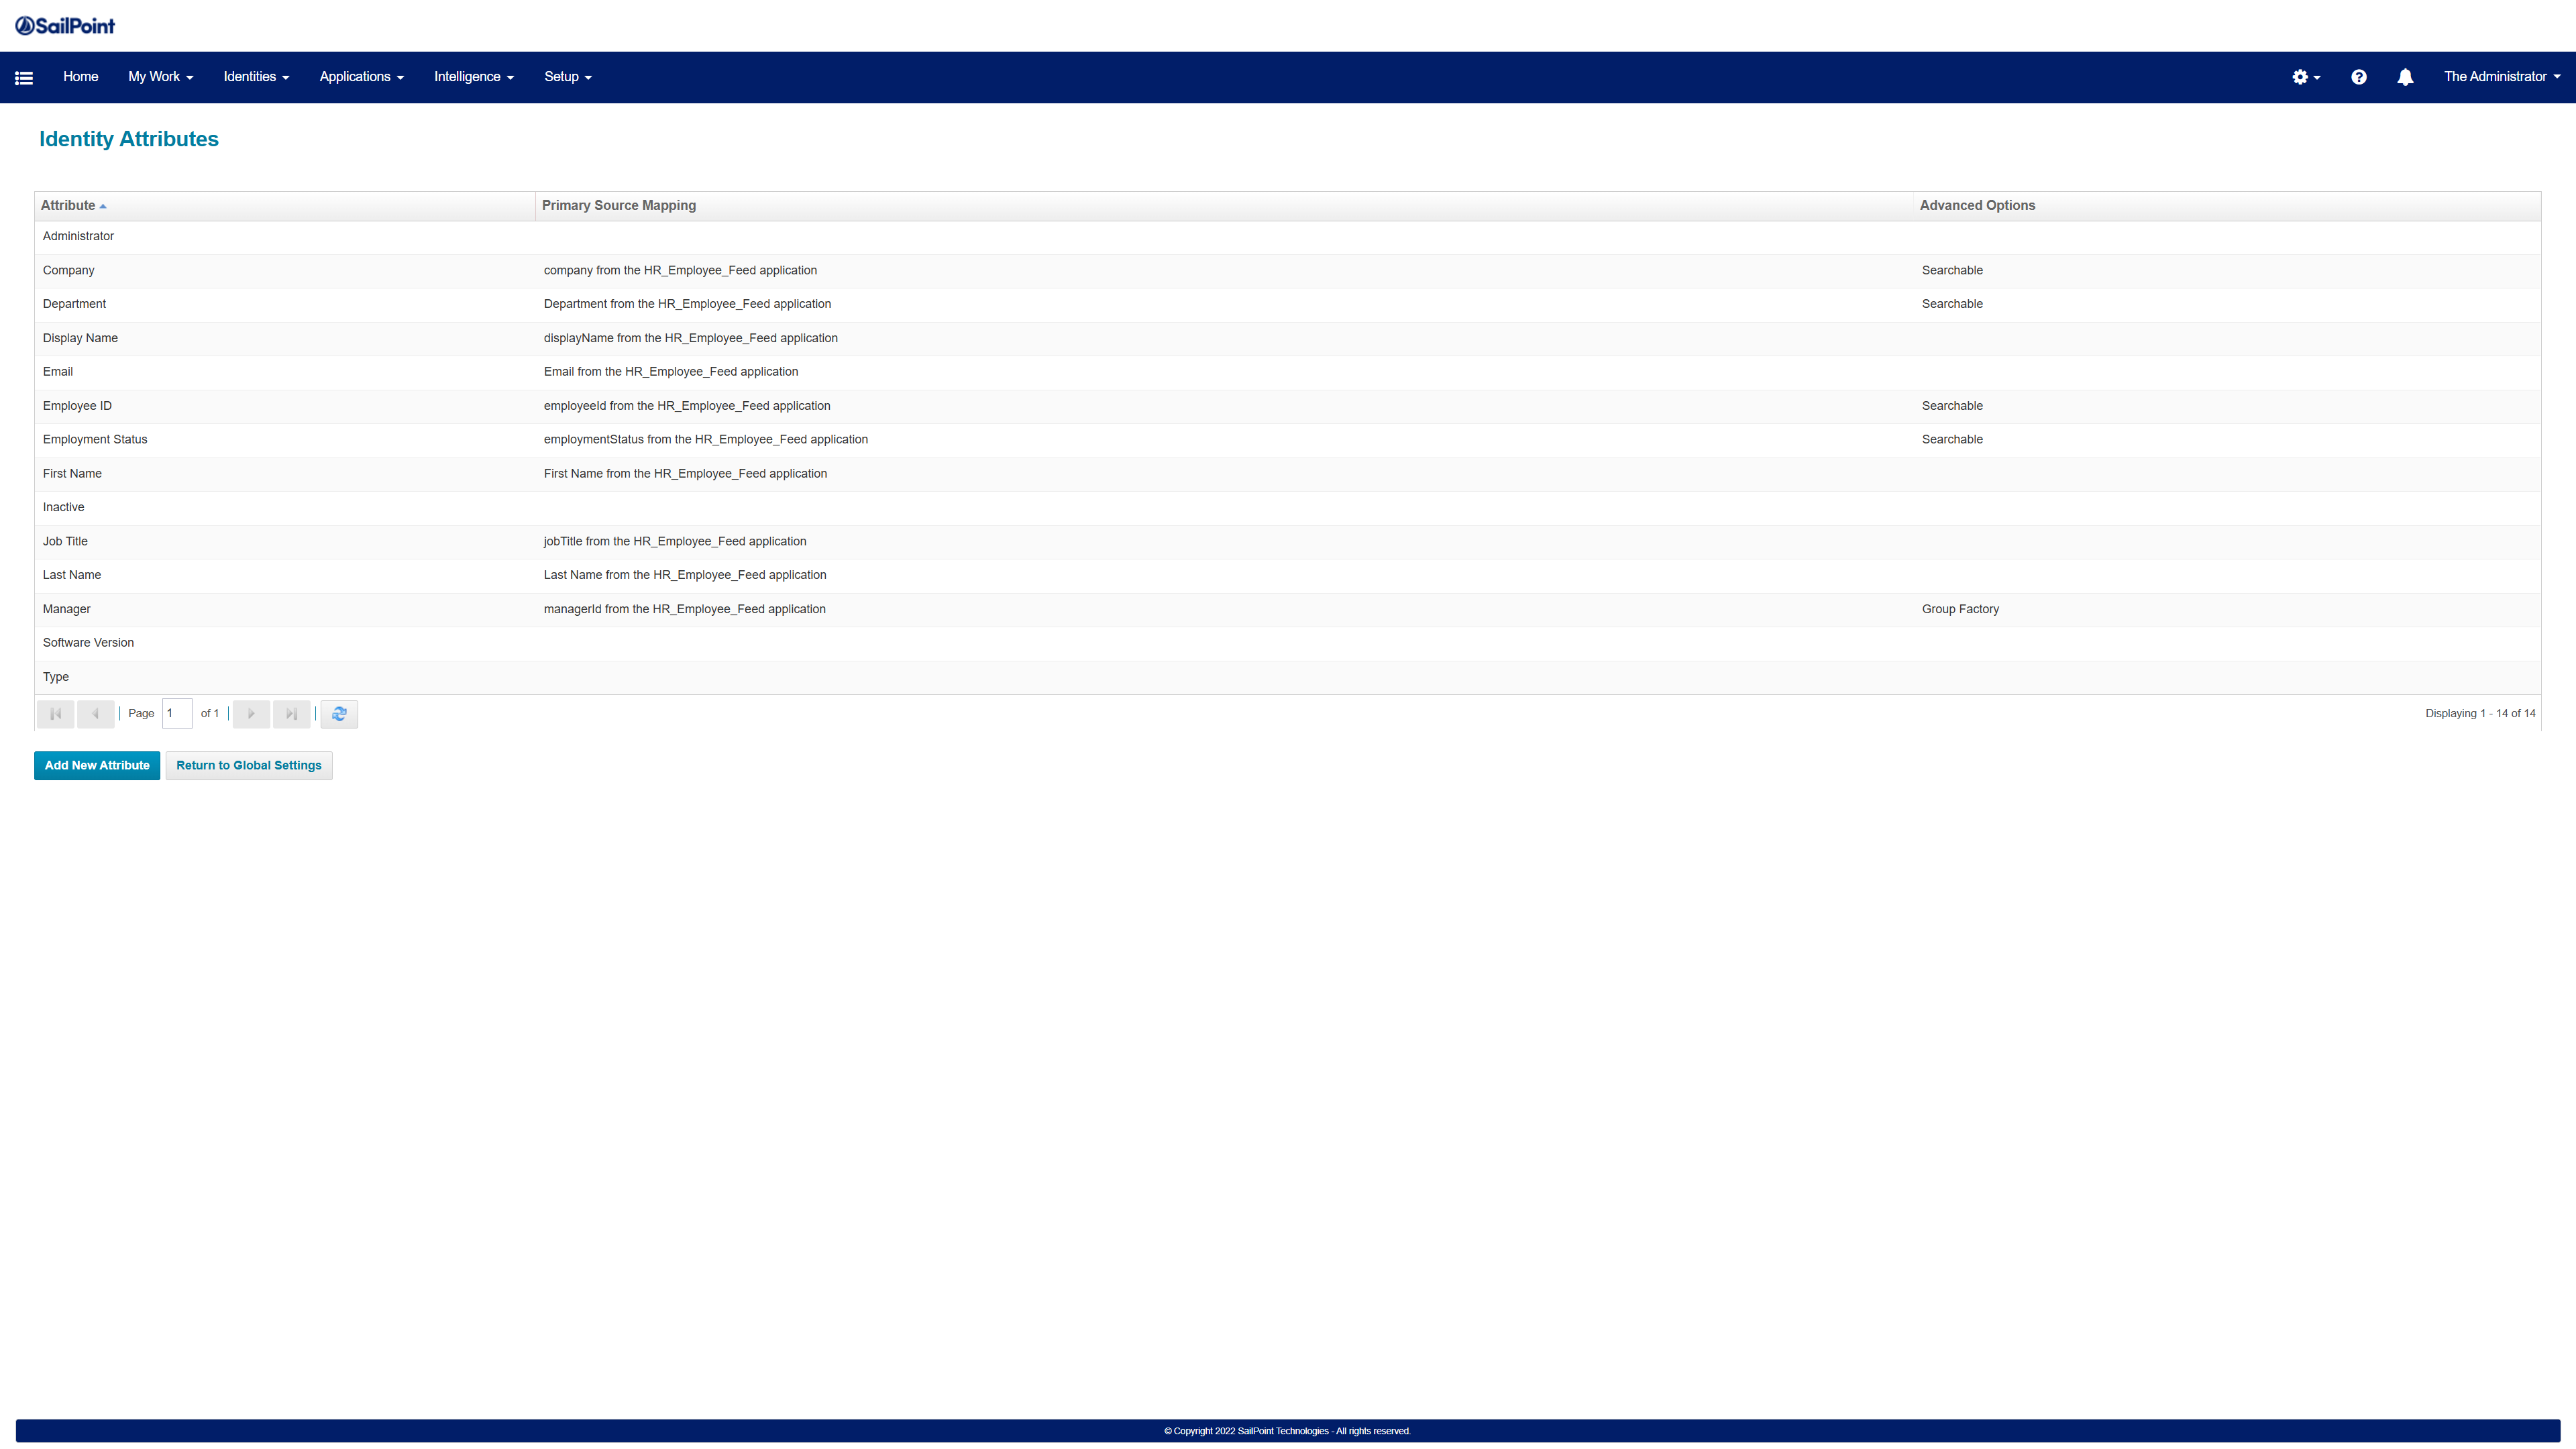 SailPoint
Home My Work Identities Applications Intelligence Setup The Administrator
Identity Attributes
Attribute Primary Source Mapping Advanced Options
Administrator
Company company from the HR_Employee_Feed application Searchable
Department Department from the HR_Employee_Feed application Searchable
Display Name displayName from the HR_Employee_Feed application
Email Email from the HR_Employee_Feed application
Employee ID employeeId from the HR_Employee_Feed application Searchable
Employment Status employmentStatus from the HR_Employee_Feed application Searchable
First Name First Name from the HR_Employee_Feed application
Inactive
Job Title jobTitle from the HR_Employee_Feed application
Last Name Last Name from the HR_Employee_Feed application
Manager managerId from the HR_Employee_Feed application Group Factory
Software Version
Type
Page 1 of 1 Displaying 1 - 14 of 14
Add New Attribute Return to Global Settings
© Copyright 2022 SailPoint Technologies - All rights reserved.